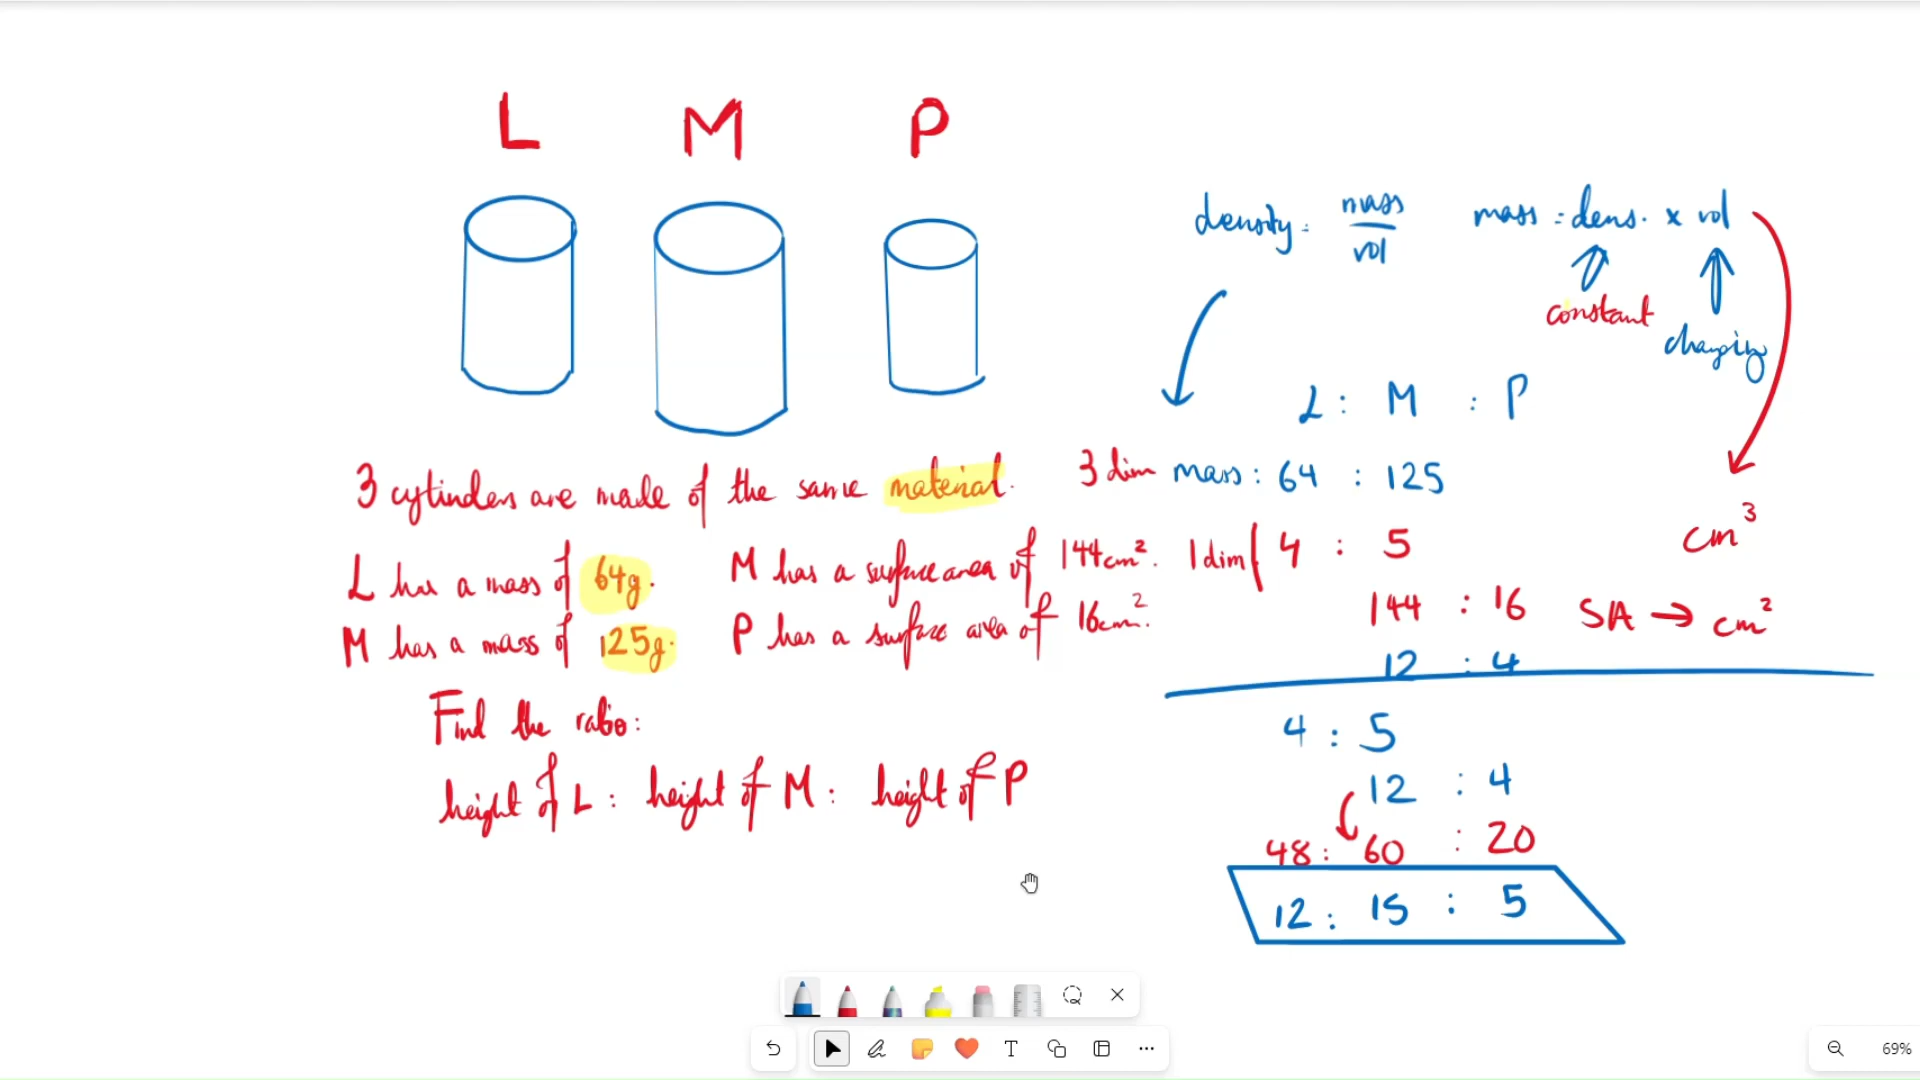 L M P
density = mass / vol
mass = dens. x vol
constant
changing
L : M : P
3 cylinders are made of the same material.
3 dim mass : 64 : 125
cm³
L has a mass of 64g.
M has a surface area of 144cm².
1 dim 4 : 5
144 : 16 SA → cm²
M has a mass of 125g.
P has a surface area of 16cm².
12 : 4
Find the ratio:
4 : 5
height of L : height of M : height of P
12 : 4
48 : 60 : 20
12 : 15 : 5
69%